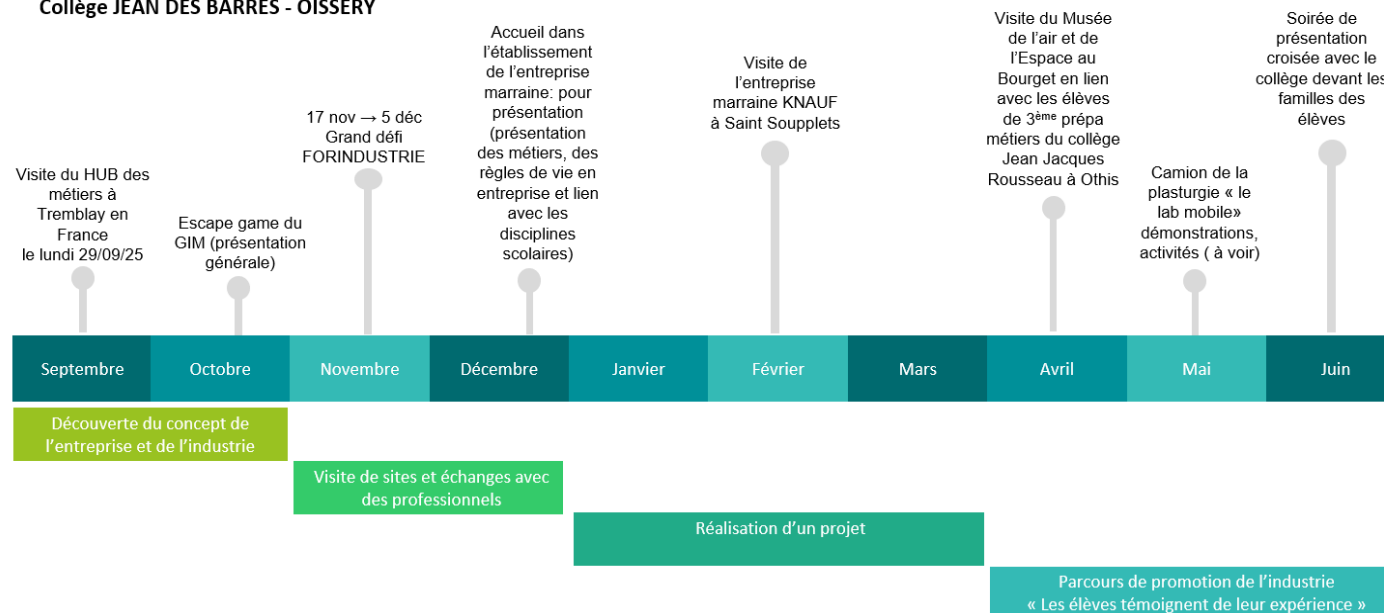 Collège JEAN DES BARRES - OISSERY
Visite du HUB des
métiers à
Tremblay en
France
le lundi 29/09/25
Escape game du
GIM (présentation
générale)
17 nov → 5 déc
Grand défi
FORINDUSTRIE
Accueil dans
l’établissement
de l’entreprise
marraine: pour
présentation
(présentation
des métiers, des
règles de vie en
entreprise et lien
avec les
disciplines
scolaires)
Visite de
l’entreprise
marraine KNAUF
à Saint Soupplets
Visite du Musée
de l’air et de
l’Espace au
Bourget en lien
avec les élèves
de 3ème prépa
métiers du collège
Jean Jacques
Rousseau à Othis
Camion de la
plasturgie « le
lab mobile»
démonstrations,
activités ( à voir)
Soirée de
présentation
croisée avec le
collège devant les
familles des
élèves
Septembre
Octobre
Novembre
Décembre
Janvier
Février
Mars
Avril
Mai
Juin
Découverte du concept de
l’entreprise et de l’industrie
Visite de sites et échanges avec
des professionnels
Réalisation d’un projet
Parcours de promotion de l’industrie
« Les élèves témoignent de leur expérience »